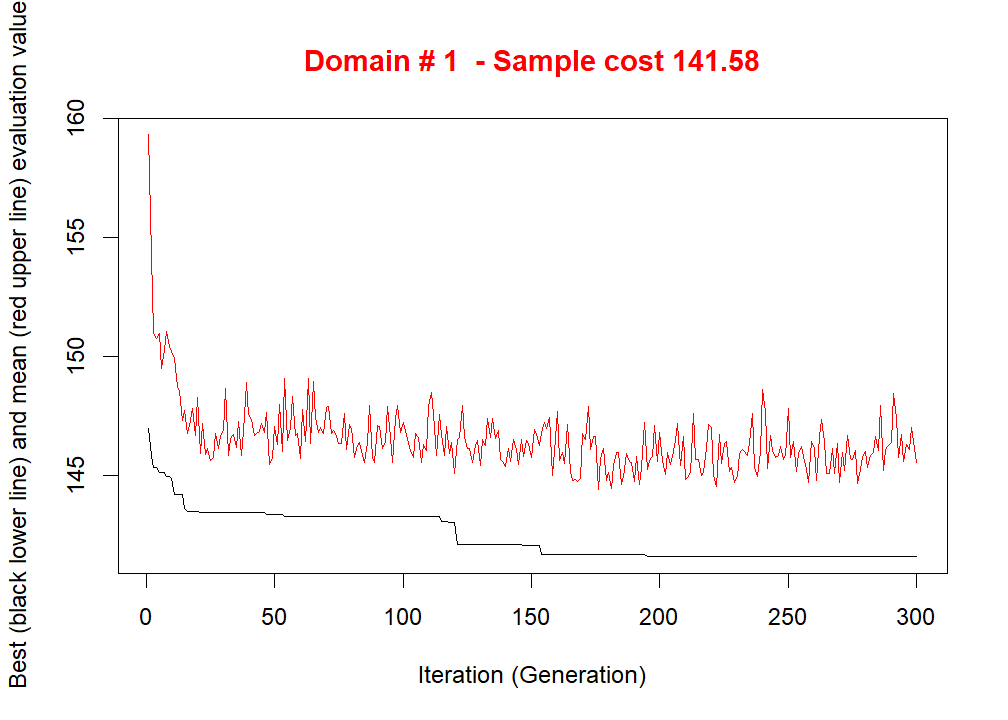 Domain # 1  - Sample cost 141.58
Best (black lower line) and mean (red upper line) evaluation value
160
155
150
145
0 50 100 150 200 250 300
Iteration (Generation)